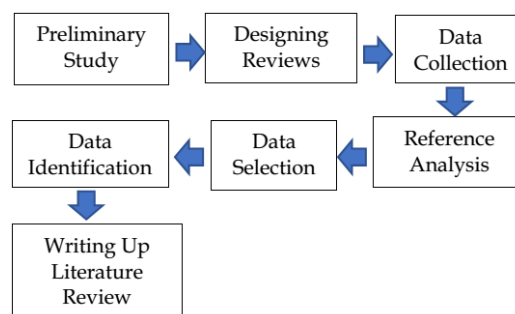 Preliminary
Study
Designing
Reviews
Data
Collection
Reference
Analysis
Data
Selection
Data
Identification
Writing Up
Literature
Review